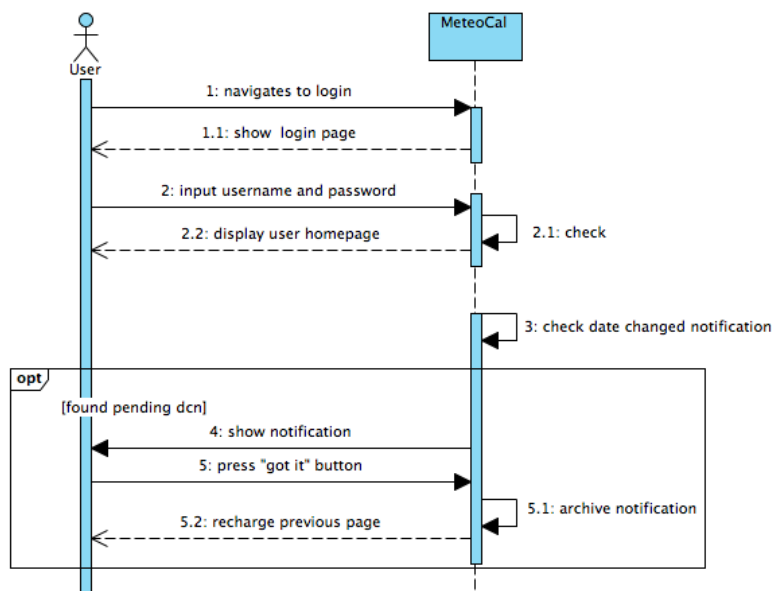 MeteoCal
User
1: navigates to login
1.1: show login page
2: input username and password
2.1: check
2.2: display user homepage
3: check date changed notification
opt
[found pending dcn]
4: show notification
5: press "got it" button
5.1: archive notification
5.2: recharge previous page